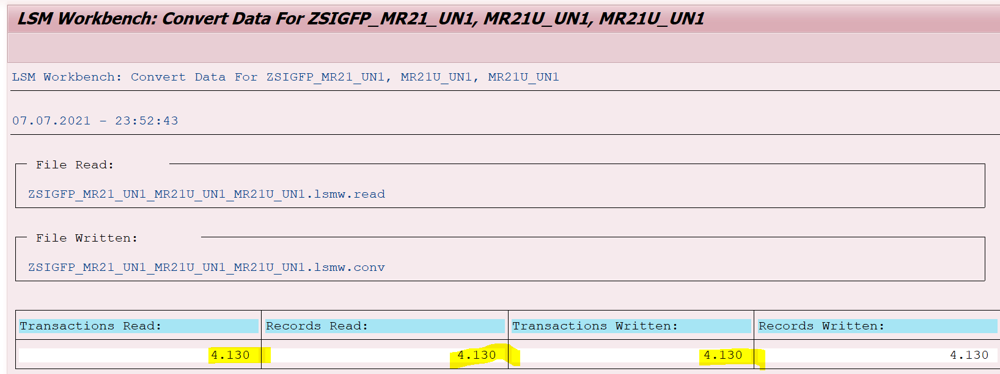 LSM Workbench: Convert Data For ZSIGFP_MR21_UN1, MR21U_UN1, MR21U_UN1
LSM Workbench: Convert Data For ZSIGFP_MR21_UN1, MR21U_UN1, MR21U_UN1
07.07.2021 - 23:52:43
File Read:
ZSIGFP_MR21_UN1_MR21U_UN1_MR21U_UN1.lsmw.read
File Written:
ZSIGFP_MR21_UN1_MR21U_UN1_MR21U_UN1.lsmw.conv
Transactions Read: Records Read: Transactions Written: Records Written:
4.130 4.130 4.130 4.130